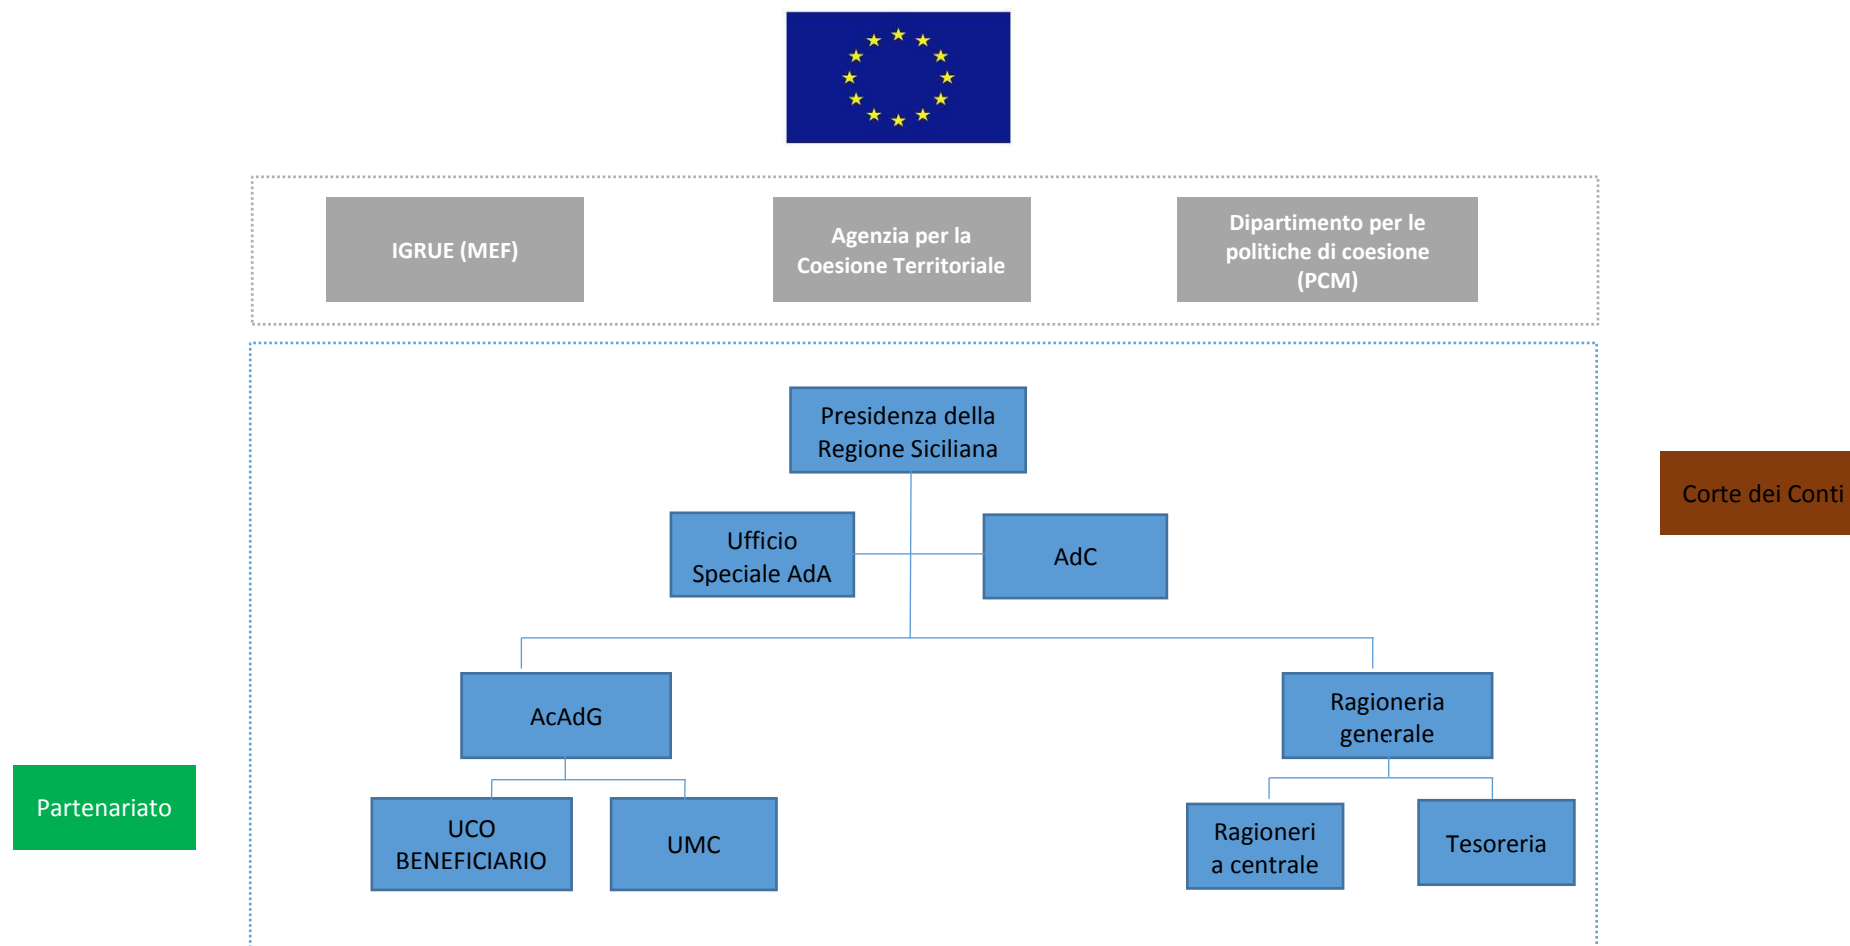 IGRUE (MEF)
Agenzia per la
Coesione Territoriale
Dipartimento per le
politiche di coesione
(PCM)
Presidenza della
Regione Siciliana
Corte dei Conti
Ufficio
Speciale AdA
AdC
AcAdG
Ragioneria
generale
Partenariato
UCO
BENEFICIARIO
UMC
Ragioneri
a centrale
Tesoreria